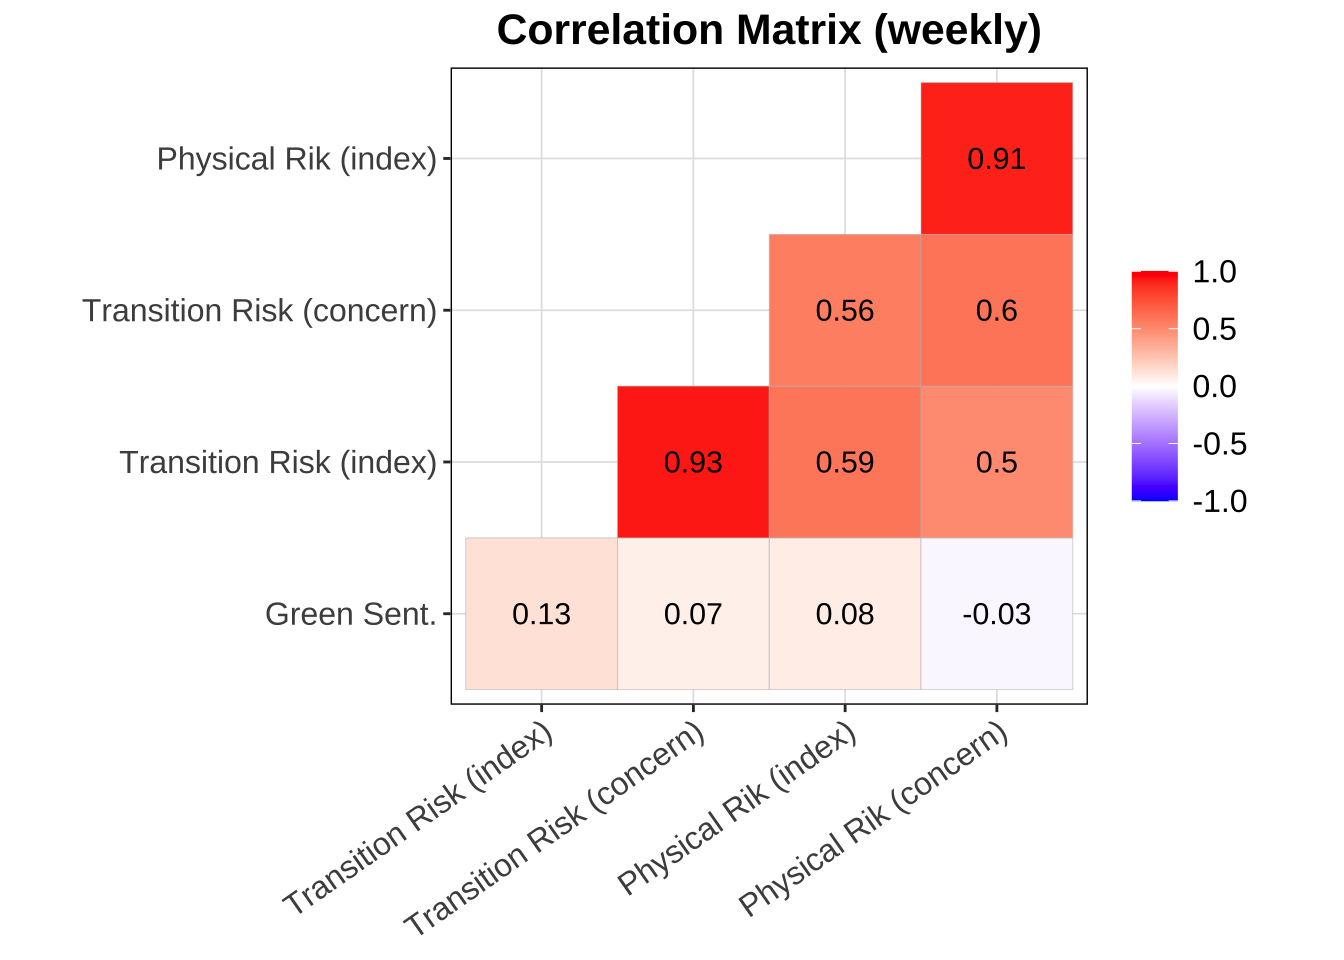 Correlation Matrix (weekly)
Physical Rik (index)
0.91
Transition Risk (concern)
0.56
0.6
Transition Risk (index)
0.93
0.59
0.5
Green Sent.
0.13
0.07
0.08
-0.03
Transition Risk (index)
Transition Risk (concern)
Physical Rik (index)
Physical Rik (concern)
1.0
0.5
0.0
-0.5
-1.0